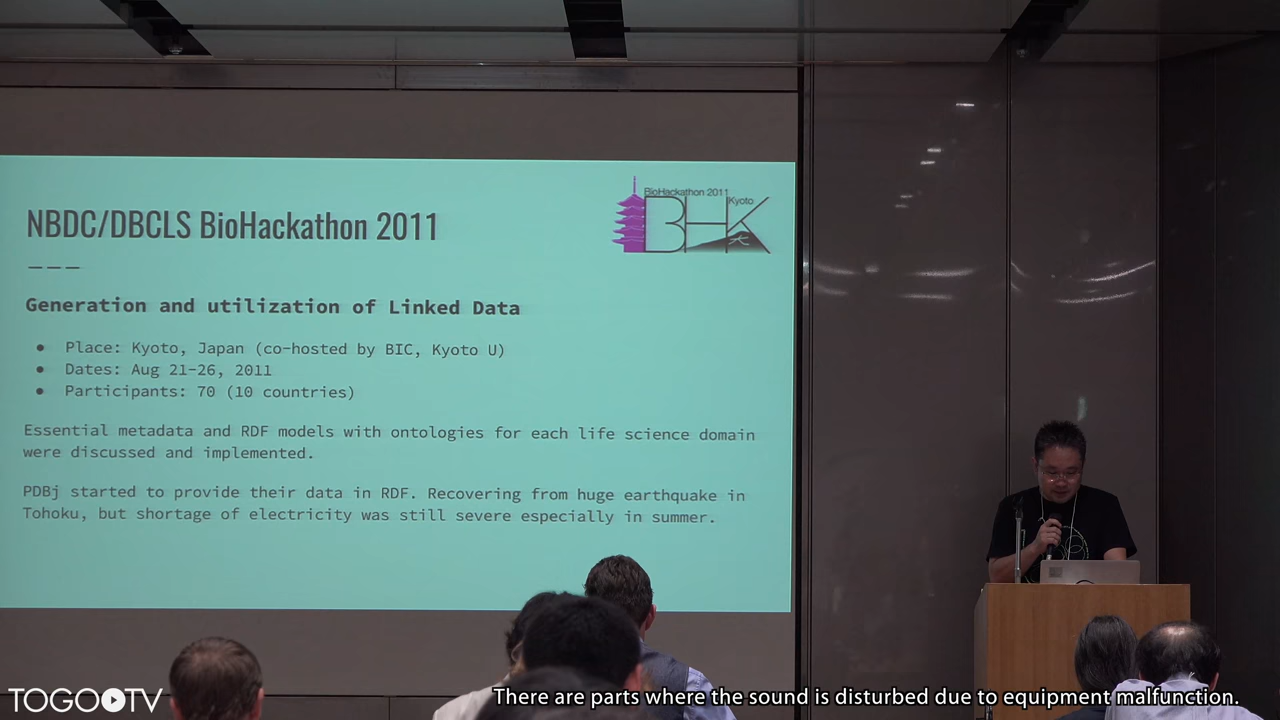 NBDC/DBCLS BioHackathon 2011
BioHackathon 2011
Kyoto
BHK
大
Generation and utilization of Linked Data
● Place: Kyoto, Japan (co-hosted by BIC, Kyoto U)
● Dates: Aug 21-26, 2011
● Participants: 70 (10 countries)
Essential metadata and RDF models with ontologies for each life science domain
were discussed and implemented.
PDBj started to provide their data in RDF. Recovering from huge earthquake in
Tohoku, but shortage of electricity was still severe especially in summer.
TOGO TV
There are parts where the sound is disturbed due to equipment malfunction.